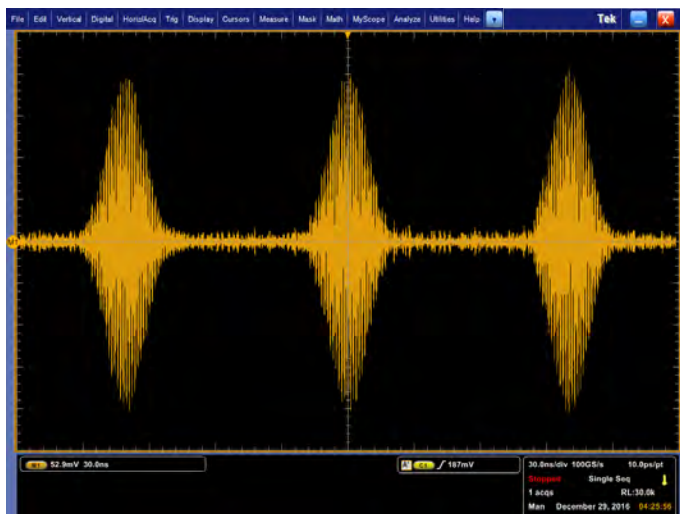 File Edit Vertical Digital Horiz/Acq Trig Display Cursors Measure Mask Math MyScope Analyze Utilities Help Tek X
M1 52.9mV 30.0ns
A' C1 187mV
30.0ns/div 100GS/s 10.0ps/pt
Stopped Single Seq
1 acqs RL:30.0k
Man December 29, 2016 04:25:56